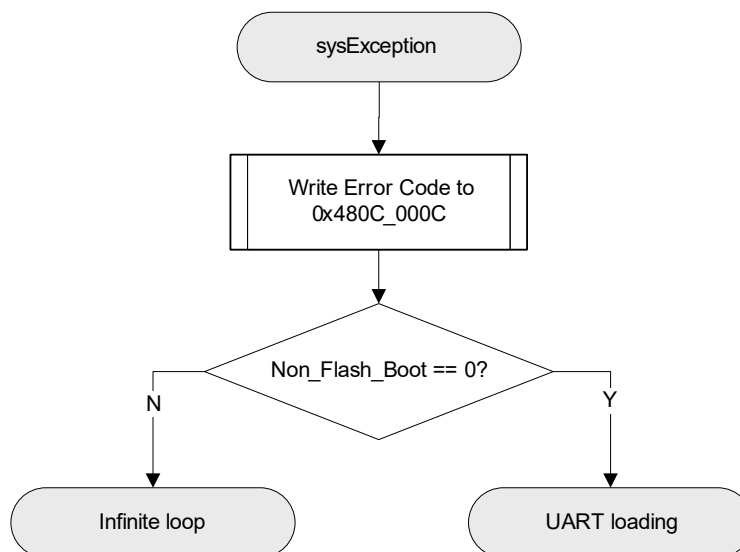 sysException
Write Error Code to
0x480C_000C
Non_Flash_Boot == 0?
N
Y
Infinite loop
UART loading